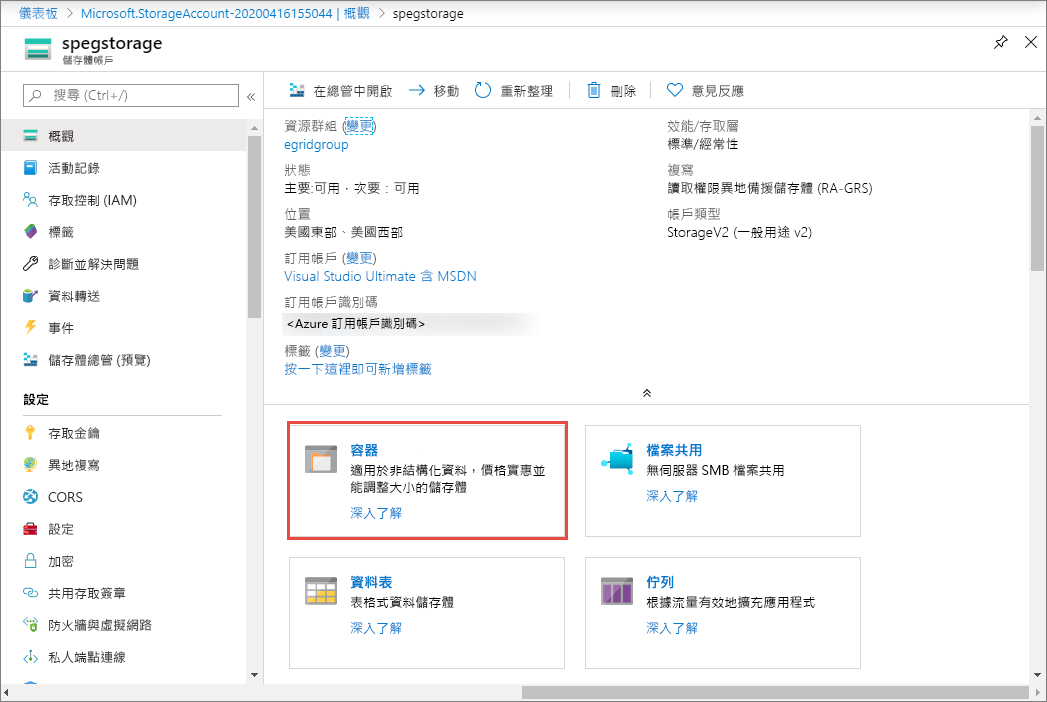 儀表板 > Microsoft.StorageAccount-20200416155044 | 概觀 > spegstorage
spegstorage
儲存體帳戶
搜尋 (Ctrl+/)
概觀
活動記錄
存取控制 (IAM)
標籤
診斷並解決問題
資料轉送
事件
儲存體總管 (預覽)
設定
存取金鑰
異地複寫
CORS
設定
加密
共用存取簽章
防火牆與虛擬網路
私人端點連線
在總管中開啟
移動
重新整理
刪除
意見反應
資源群組 (變更)
egridgroup
狀態
主要:可用，次要：可用
位置
美國東部、美國西部
訂用帳戶 (變更)
Visual Studio Ultimate 含 MSDN
訂用帳戶識別碼
<Azure 訂用帳戶識別碼>
標籤 (變更)
按一下這裡即可新增標籤
效能/存取層
標準/經常性
複寫
讀取權限異地備援儲存體 (RA-GRS)
帳戶類型
StorageV2 (一般用途 v2)
容器
適用於非結構化資料，價格實惠並
能調整大小的儲存體
深入了解
檔案共用
無伺服器 SMB 檔案共用
深入了解
資料表
表格式資料儲存體
深入了解
佇列
根據流量有效地擴充應用程式
深入了解